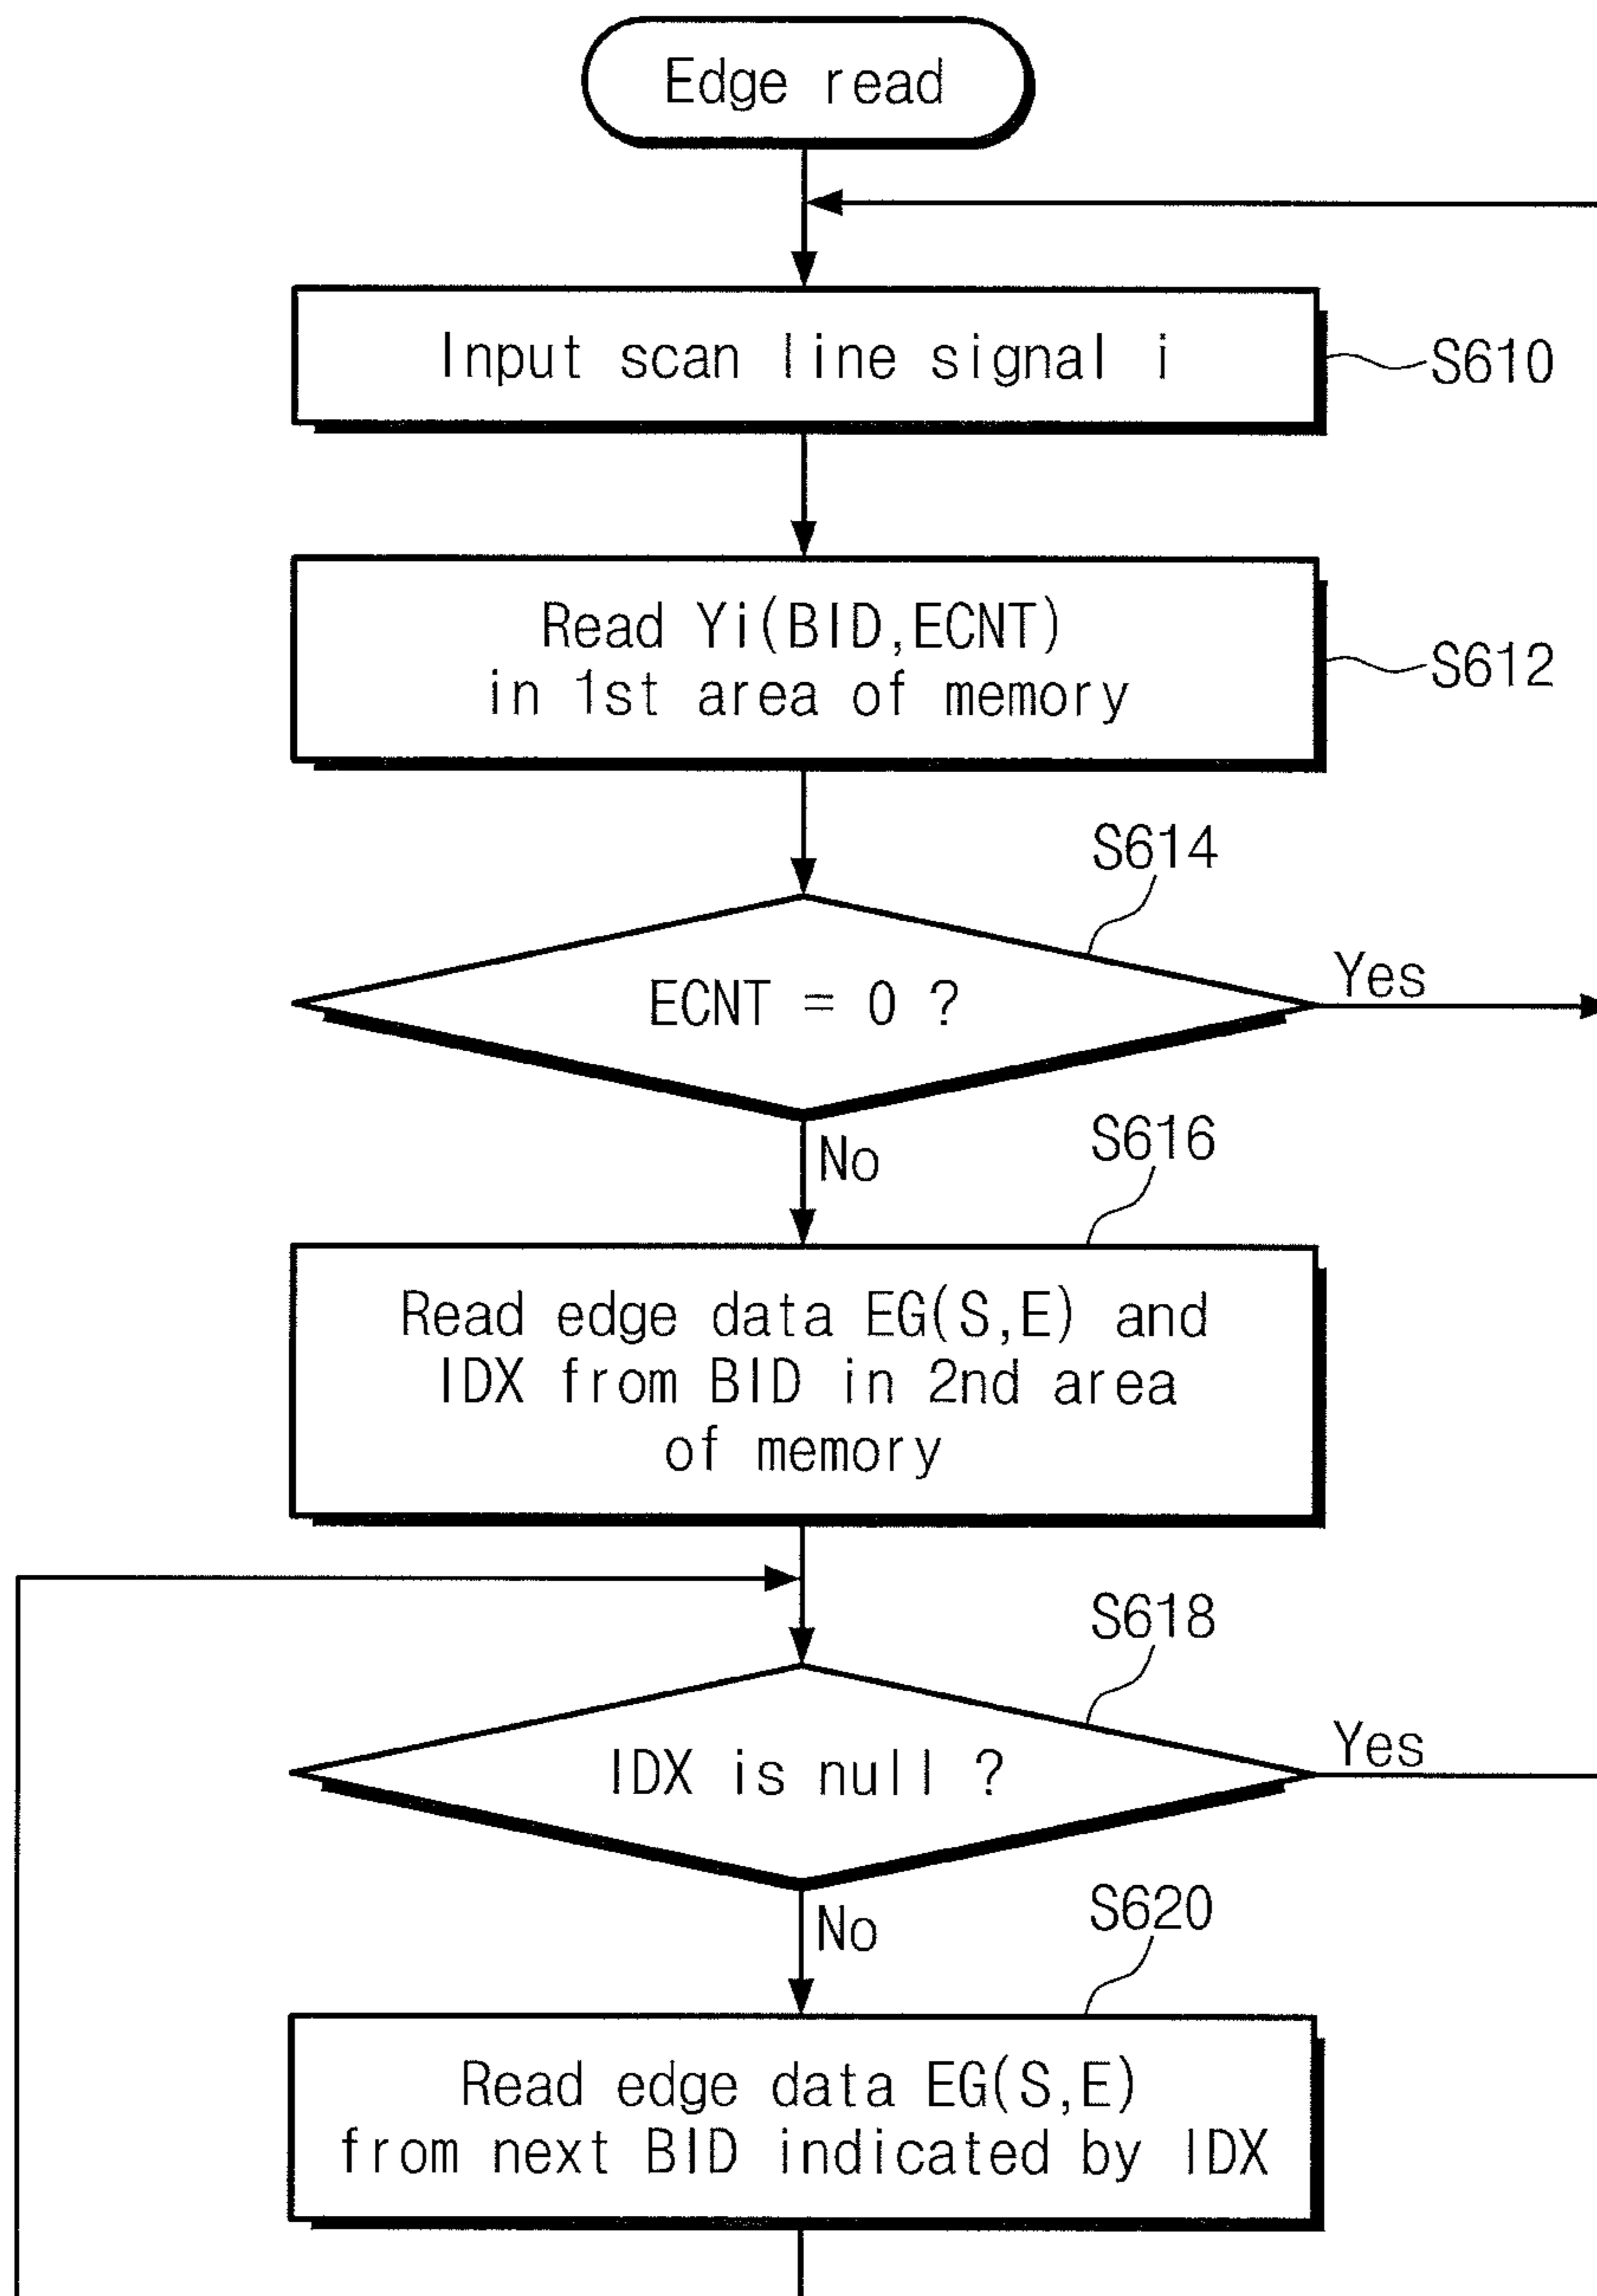 Edge read
Input scan line signal i
S610
Read Yi(BID,ECNT)
in 1st area of memory
S612
S614
ECNT = 0 ?
Yes
No
S616
Read edge data EG(S,E) and
IDX from BID in 2nd area
of memory
S618
IDX is null ?
Yes
No
S620
Read edge data EG(S,E)
from next BID indicated by IDX